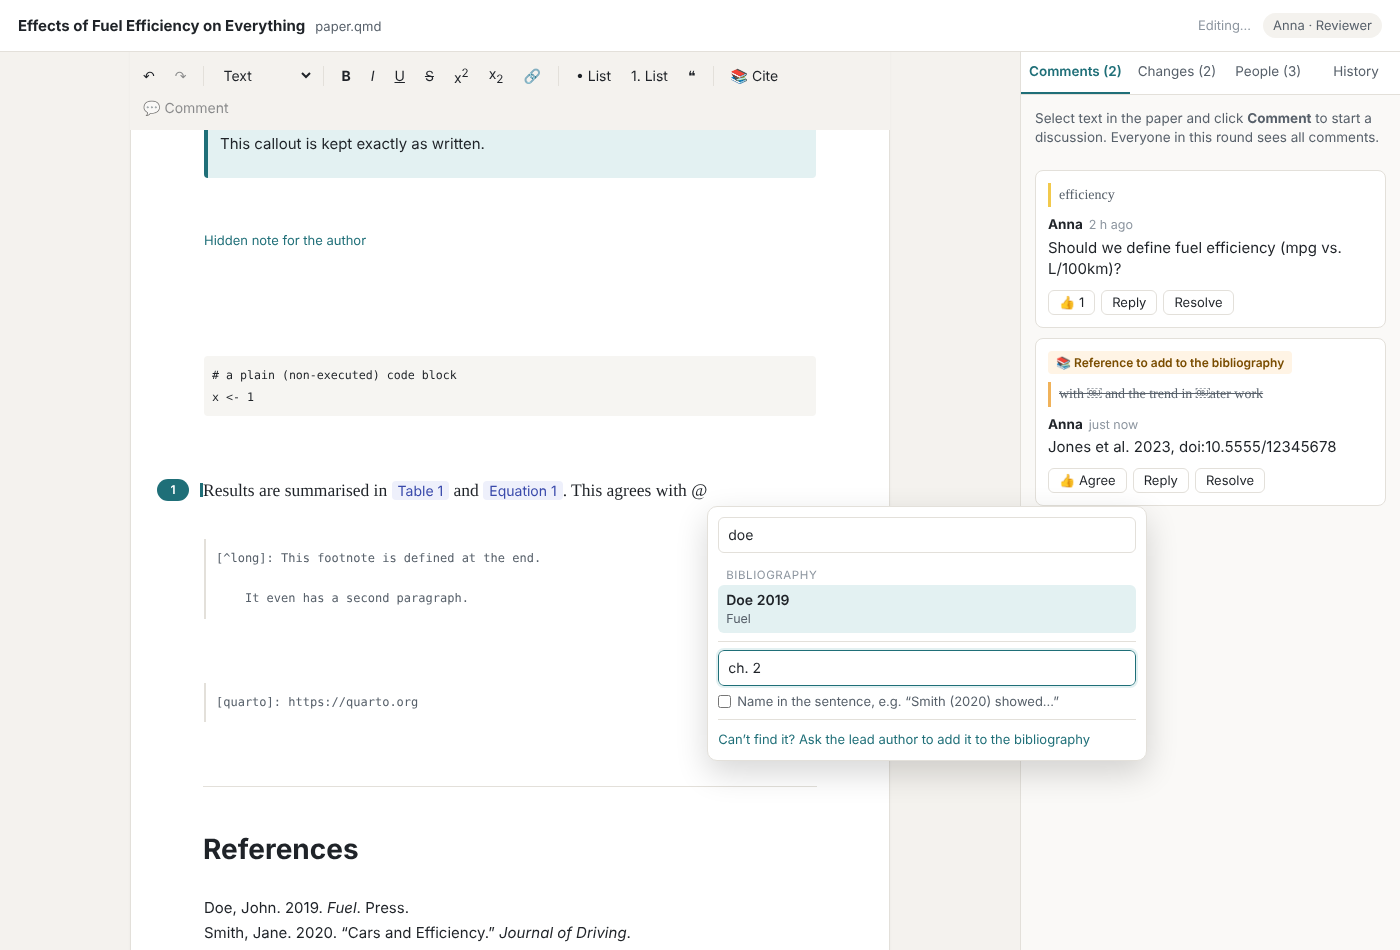 Effects of Fuel Efficiency on Everything paper.qmd
Editing... Anna · Reviewer
Text B I U S x2 x2 • List 1. List ❝ 📚 Cite
💬 Comment
This callout is kept exactly as written.
Hidden note for the author
# a plain (non-executed) code block
x <- 1
1 Results are summarised in Table 1 and Equation 1. This agrees with @
[^long]: This footnote is defined at the end.
It even has a second paragraph.
[quarto]: https://quarto.org
References
Doe, John. 2019. Fuel. Press.
Smith, Jane. 2020. “Cars and Efficiency.” Journal of Driving.
doe
BIBLIOGRAPHY
Doe 2019
Fuel
ch. 2
Name in the sentence, e.g. “Smith (2020) showed...”
Can’t find it? Ask the lead author to add it to the bibliography
Comments (2) Changes (2) People (3) History
Select text in the paper and click Comment to start a
discussion. Everyone in this round sees all comments.
efficiency
Anna 2 h ago
Should we define fuel efficiency (mpg vs.
L/100km)?
👍 1 Reply Resolve
📚 Reference to add to the bibliography
with ￼ and the trend in ￼ater work
Anna just now
Jones et al. 2023, doi:10.5555/12345678
👍 Agree Reply Resolve